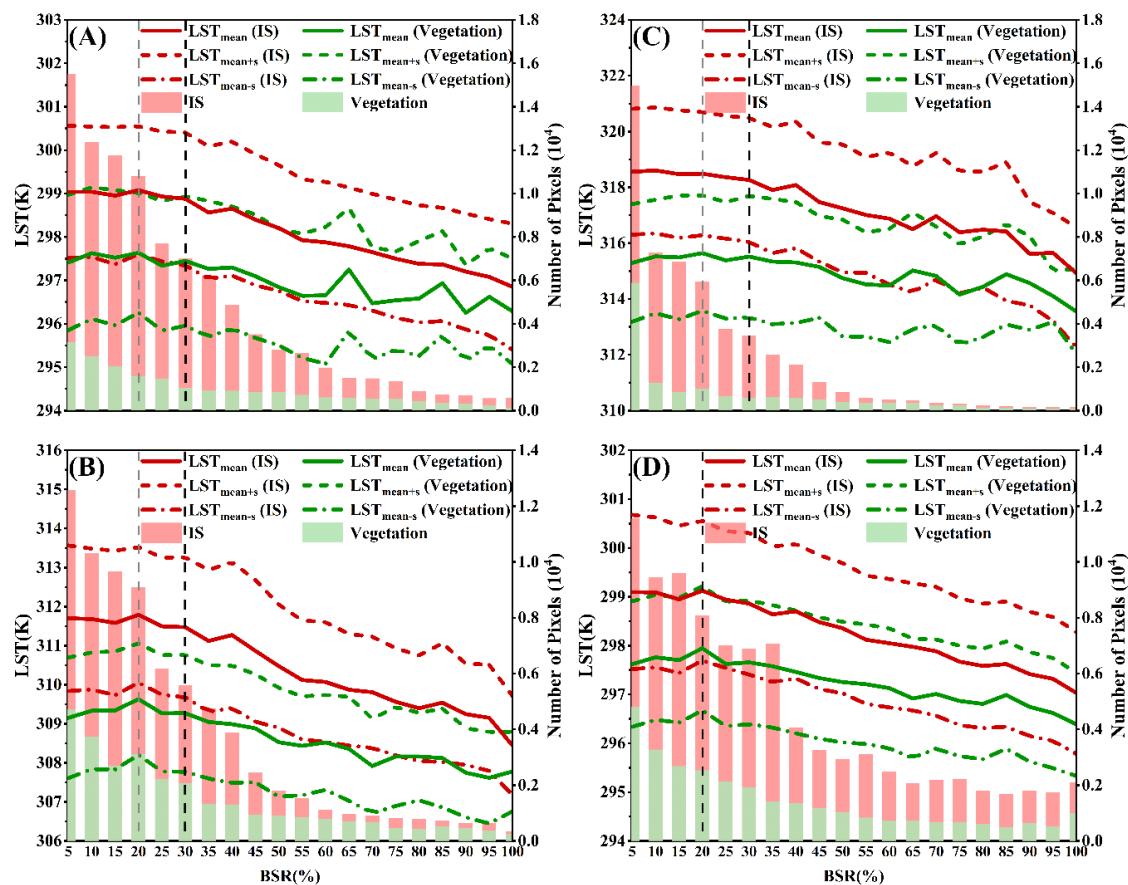 (A)
LST_mean (IS) LST_mean (Vegetation)
LST_mean+s (IS) LST_mean+s (Vegetation)
LST_mean-s (IS) LST_mean-s (Vegetation)
IS Vegetation
LST(K)
303
302
301
300
299
298
297
296
295
294
Number of Pixels (10^4)
1.8
1.6
1.4
1.2
1.0
0.8
0.6
0.4
0.2
0.0
(C)
LST_mean (IS) LST_mean (Vegetation)
LST_mean+s (IS) LST_mean+s (Vegetation)
LST_mean-s (IS) LST_mean-s (Vegetation)
IS Vegetation
LST(K)
324
322
320
318
316
314
312
310
Number of Pixels (10^4)
1.8
1.6
1.4
1.2
1.0
0.8
0.6
0.4
0.2
0.0
(B)
LST_mean (IS) LST_mean (Vegetation)
LST_mean+s (IS) LST_mean+s (Vegetation)
LST_mean-s (IS) LST_mean-s (Vegetation)
IS Vegetation
LST(K)
316
315
314
313
312
311
310
309
308
307
306
Number of Pixels (10^4)
1.4
1.2
1.0
0.8
0.6
0.4
0.2
0.0
5 10 15 20 25 30 35 40 45 50 55 60 65 70 75 80 85 90 95 100
BSR(%)
(D)
LST_mean (IS) LST_mean (Vegetation)
LST_mean+s (IS) LST_mean+s (Vegetation)
LST_mean-s (IS) LST_mean-s (Vegetation)
IS Vegetation
LST(K)
302
301
300
299
298
297
296
295
294
Number of Pixels (10^4)
1.4
1.2
1.0
0.8
0.6
0.4
0.2
0.0
5 10 15 20 25 30 35 40 45 50 55 60 65 70 75 80 85 90 95 100
BSR(%)